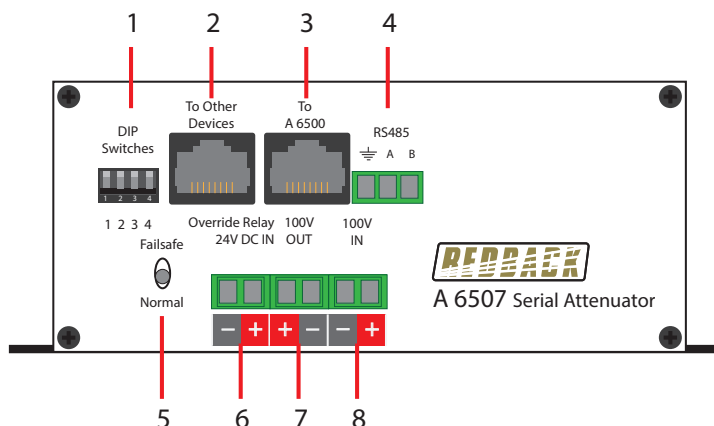 1 2 3 4
To Other
Devices
To
A 6500
RS485
DIP
Switches
A B
1 2 3 4
1 2 3 4
Override Relay
24V DC IN
100V
OUT
100V
IN
Failsafe
Normal
REDBACK
A 6507 Serial Attenuator
− + + − − +
5 6 7 8